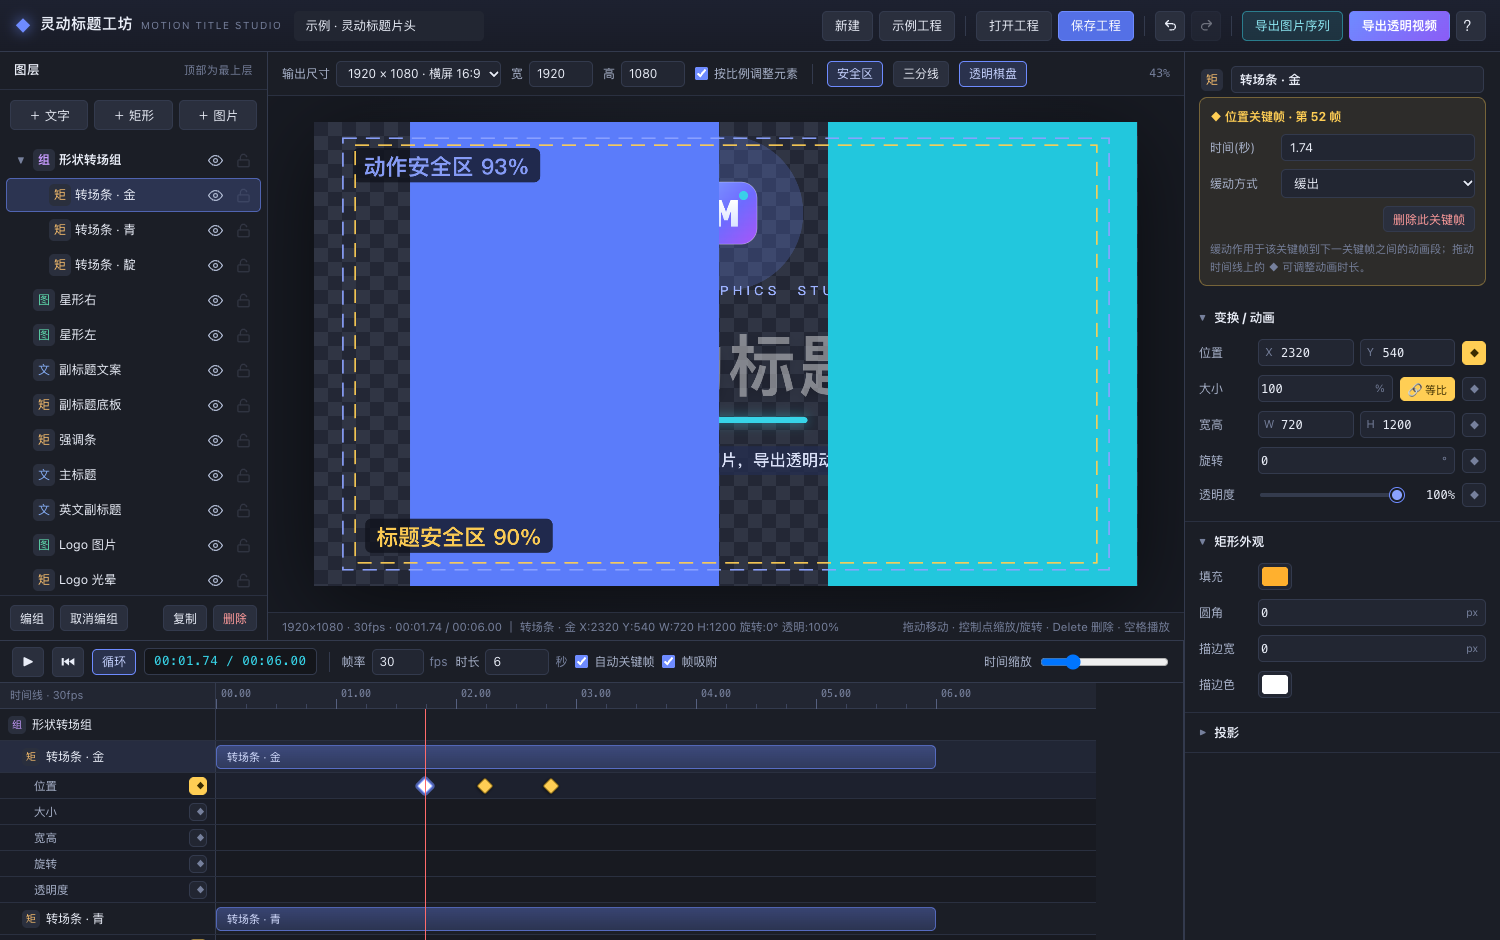 灵动标题工坊 MOTION TITLE STUDIO 示例 · 灵动标题片头 新建 示例工程 打开工程 保存工程 导出图片序列 导出透明视频 ?
图层 顶部为最上层
+ 文字 + 矩形 + 图片
▼ 组 形状转场组
矩 转场条 · 金
矩 转场条 · 青
矩 转场条 · 靛
图 星形右
图 星形左
文 副标题文案
矩 副标题底板
矩 强调条
文 主标题
文 英文副标题
图 Logo 图片
矩 Logo 光晕
编组 取消编组 复制 删除
输出尺寸 1920 × 1080 · 横屏 16:9 宽 1920 高 1080 按比例调整元素 安全区 三分线 透明棋盘 43%
动作安全区 93%
M
PHICS STU
标题
片，导出透明动
标题安全区 90%
1920×1080 · 30fps · 00:01.74 / 00:06.00 | 转场条 · 金 X:2320 Y:540 W:720 H:1200 旋转:0° 透明:100% 拖动移动 · 控制点缩放/旋转 · Delete 删除 · 空格播放
矩 转场条 · 金
◆ 位置关键帧 · 第 52 帧
时间(秒) 1.74
缓动方式 缓出
删除此关键帧
缓动作用于该关键帧到下一关键帧之间的动画段；拖动
时间线上的 ◆ 可调整动画时长。
▼ 变换 / 动画
位置 X 2320 Y 540
大小 100 % 🔗 等比
宽高 W 720 H 1200
旋转 0 °
透明度 100%
▼ 矩形外观
填充
圆角 0 px
描边宽 0 px
描边色
▶ 投影
循环 00:01.74 / 00:06.00 帧率 30 fps 时长 6 秒 自动关键帧 帧吸附 时间缩放
时间线 · 30fps 00.00 01.00 02.00 03.00 04.00 05.00 06.00
组 形状转场组
矩 转场条 · 金 转场条 · 金
位置
大小
宽高
旋转
透明度
矩 转场条 · 青 转场条 · 青